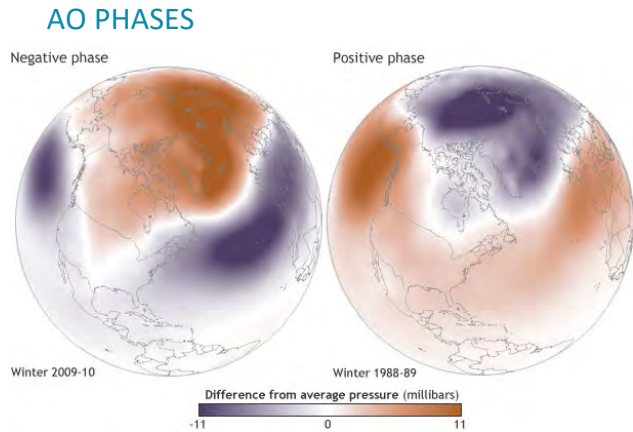 AO PHASES
Negative phase
Positive phase
Winter 2009-10
Winter 1988-89
Difference from average pressure (millibars)
-11 0 11